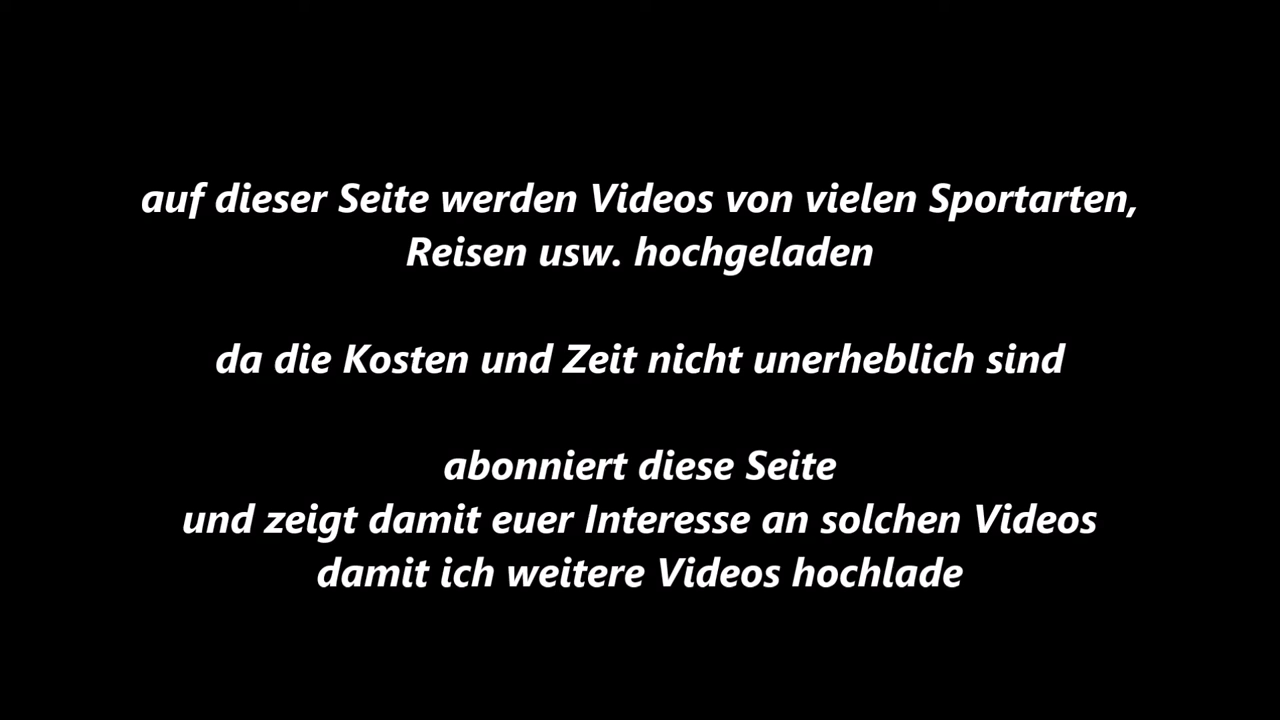 auf dieser Seite werden Videos von vielen Sportarten,
Reisen usw. hochgeladen
da die Kosten und Zeit nicht unerheblich sind
abonniert diese Seite
und zeigt damit euer Interesse an solchen Videos
damit ich weitere Videos hochlade